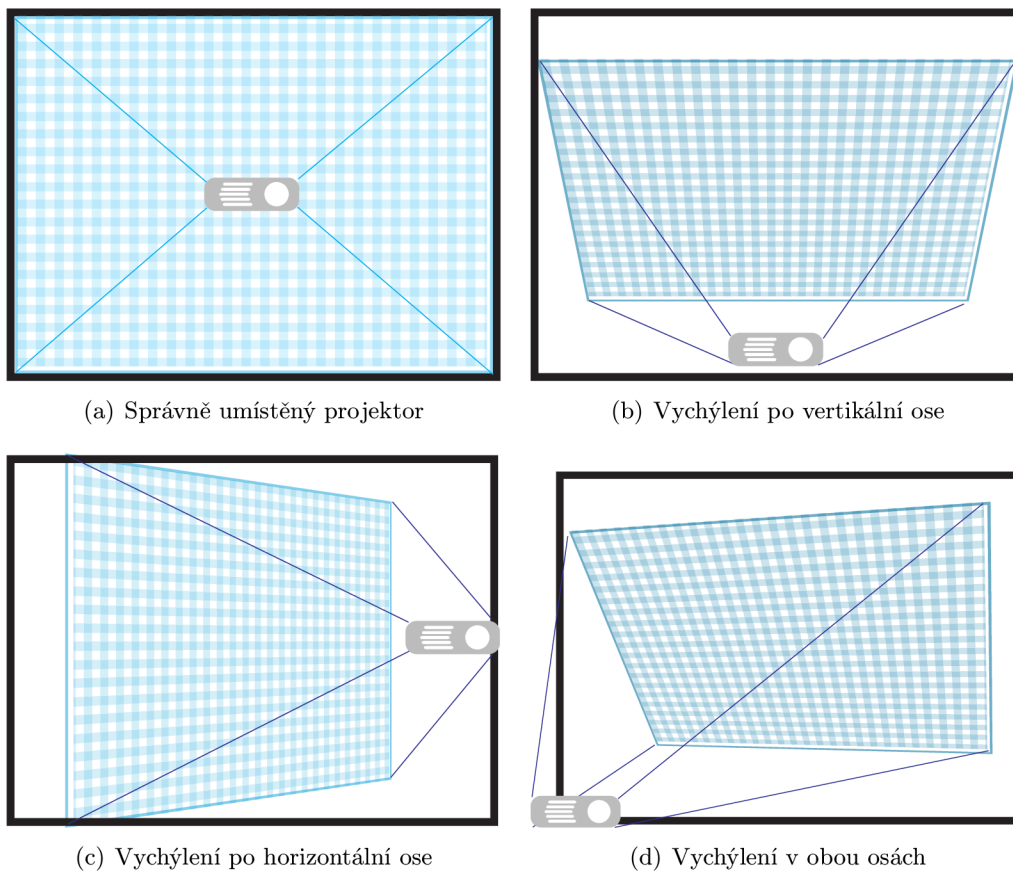 (a) Správně umístěný projektor
(b) Vychýlení po vertikální ose
(c) Vychýlení po horizontální ose
(d) Vychýlení v obou osách